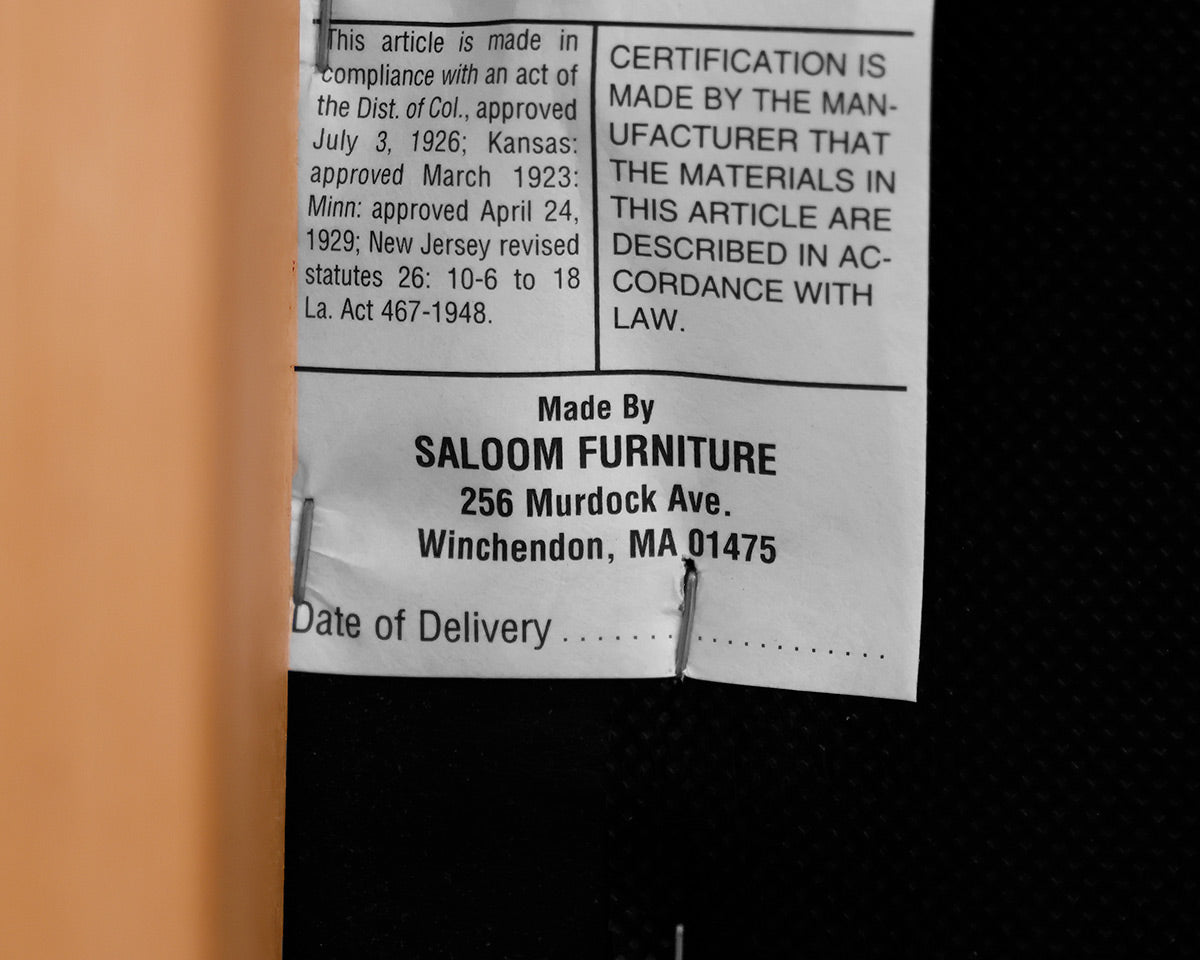 This article is made in
compliance with an act of
the Dist. of Col., approved
July 3, 1926; Kansas:
approved March 1923:
Minn: approved April 24,
1929; New Jersey revised
statutes 26: 10-6 to 18
La. Act 467-1948.
CERTIFICATION IS
MADE BY THE MAN-
UFACTURER THAT
THE MATERIALS IN
THIS ARTICLE ARE
DESCRIBED IN AC-
CORDANCE WITH
LAW.
Made By
SALOOM FURNITURE
256 Murdock Ave.
Winchendon, MA 01475
Date of Delivery ........................